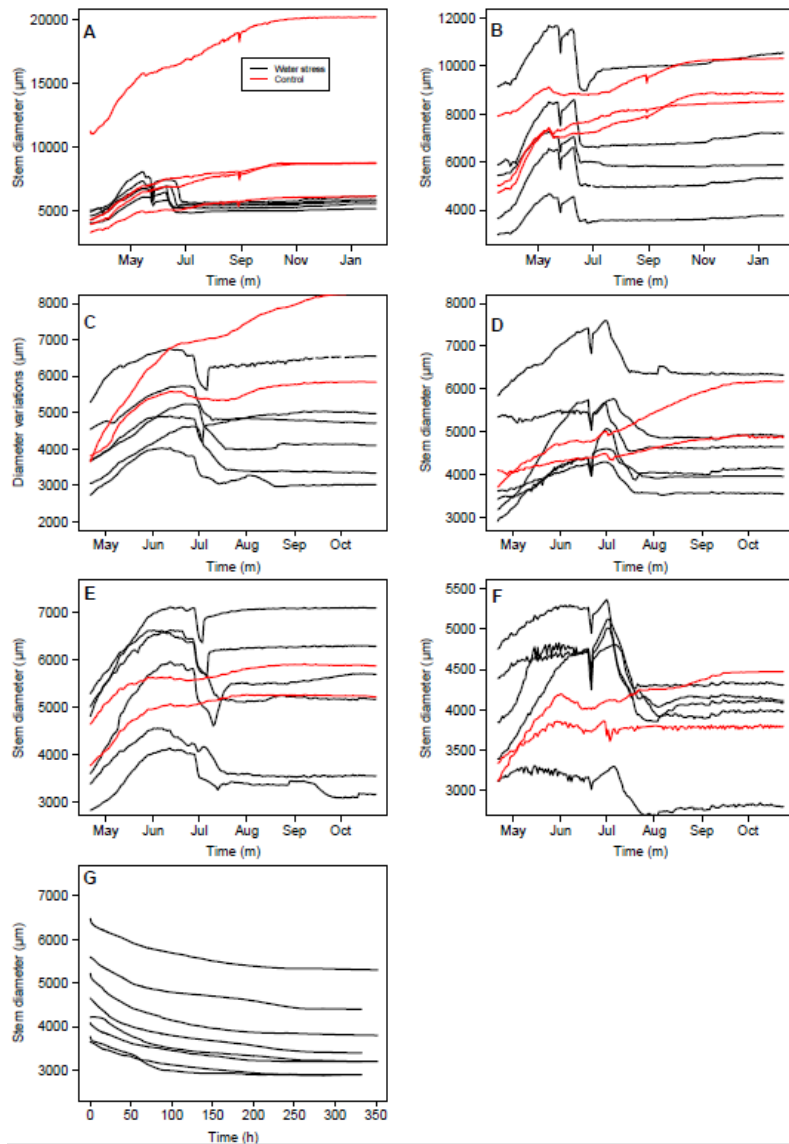 A
Water stress
Control
Stem diameter (µm)
20000
15000
10000
5000
May Jul Sep Nov Jan
Time (m)
B
Stem diameter (µm)
12000
10000
8000
6000
4000
May Jul Sep Nov Jan
Time (m)
C
Diameter variations (µm)
8000
7000
6000
5000
4000
3000
2000
May Jun Jul Aug Sep Oct
Time (m)
D
Stem diameter (µm)
8000
7000
6000
5000
4000
3000
May Jun Jul Aug Sep Oct
Time (m)
E
Stem diameter (µm)
7000
6000
5000
4000
3000
May Jun Jul Aug Sep Oct
Time (m)
F
Stem diameter (µm)
5500
5000
4500
4000
3500
3000
May Jun Jul Aug Sep Oct
Time (m)
G
Stem diameter (µm)
7000
6000
5000
4000
3000
0 50 100 150 200 250 300 350
Time (h)